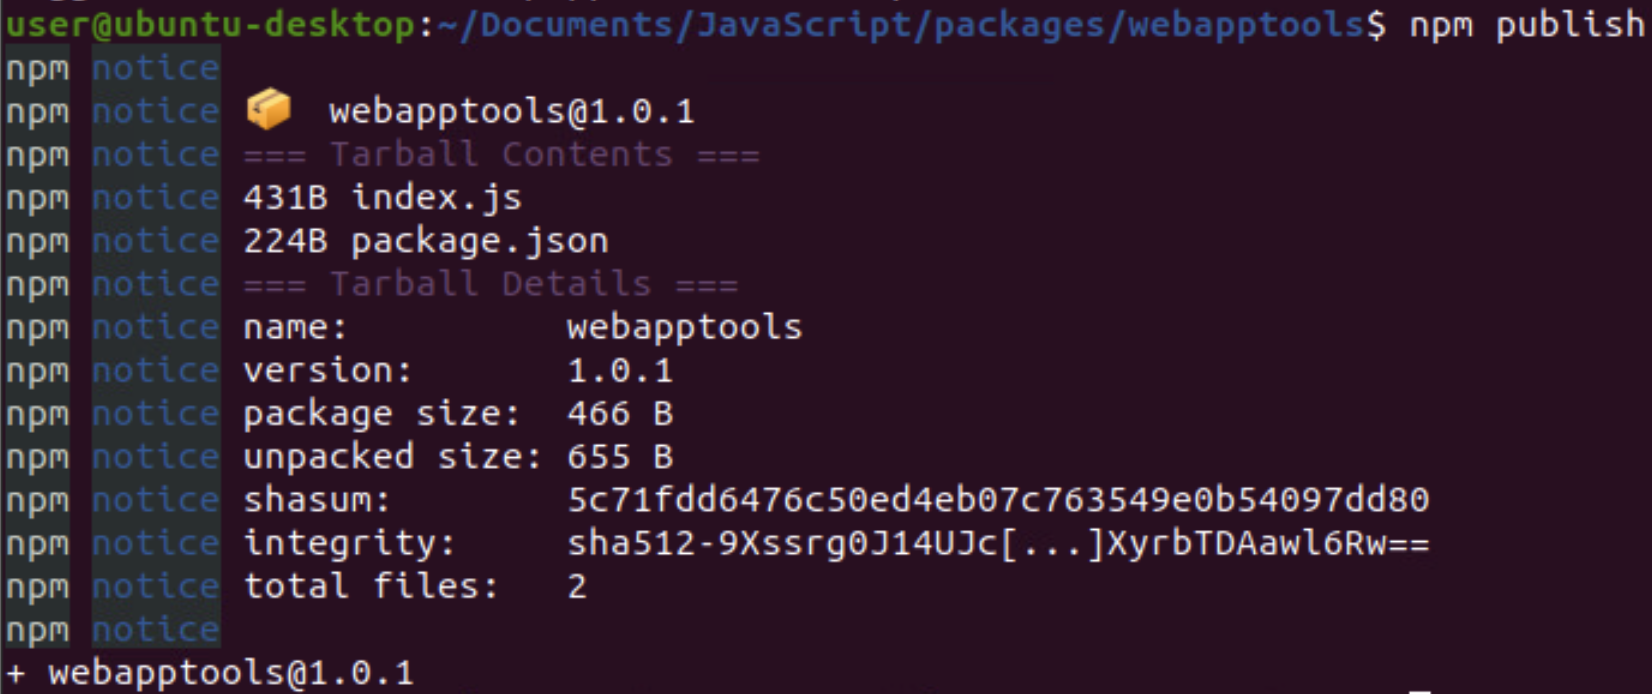 user@ubuntu-desktop:~/Documents/JavaScript/packages/webapptools$ npm publish
npm notice
npm notice 📦  webapptools@1.0.1
npm notice === Tarball Contents ===
npm notice 431B index.js
npm notice 224B package.json
npm notice === Tarball Details ===
npm notice name:          webapptools
npm notice version:       1.0.1
npm notice package size:  466 B
npm notice unpacked size: 655 B
npm notice shasum:        5c71fdd6476c50ed4eb07c763549e0b54097dd80
npm notice integrity:     sha512-9Xssrg0J14UJc[...]XyrbTDAawl6Rw==
npm notice total files:   2
npm notice
+ webapptools@1.0.1